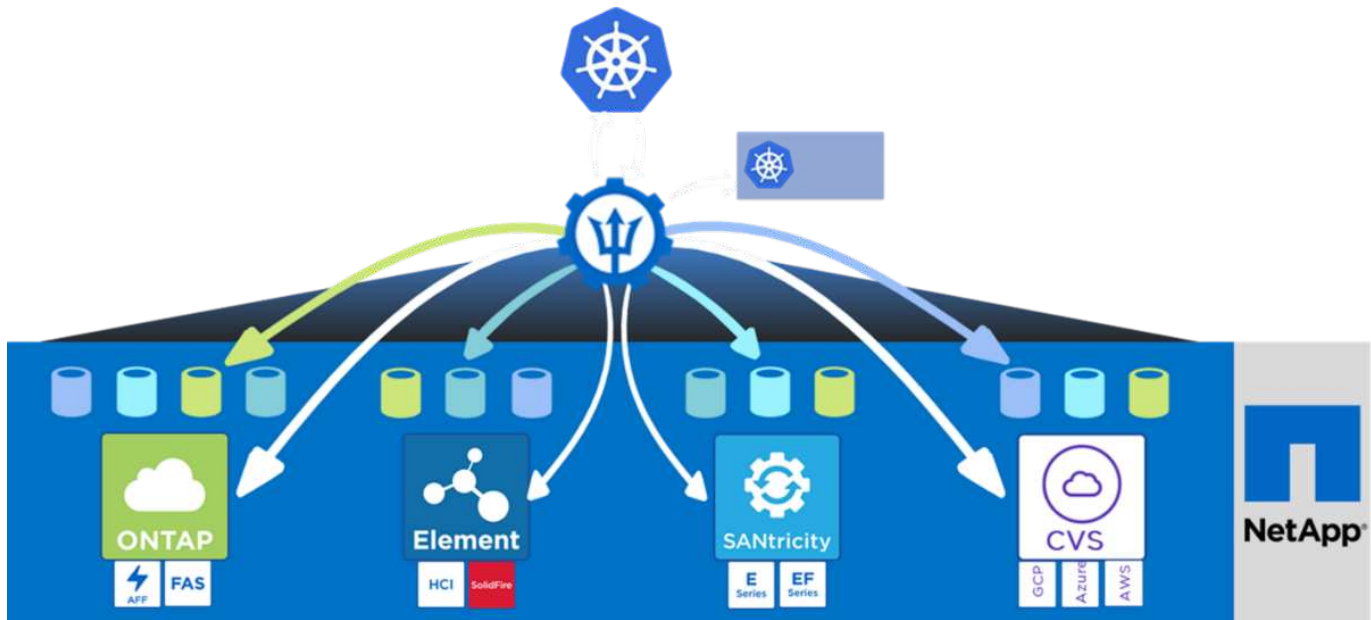 ONTAP
AFF
FAS
Element
HCI
SolidFire
SANtricity
E
Series
EF
Series
CVS
GCP
Azure
AWS
NetApp®